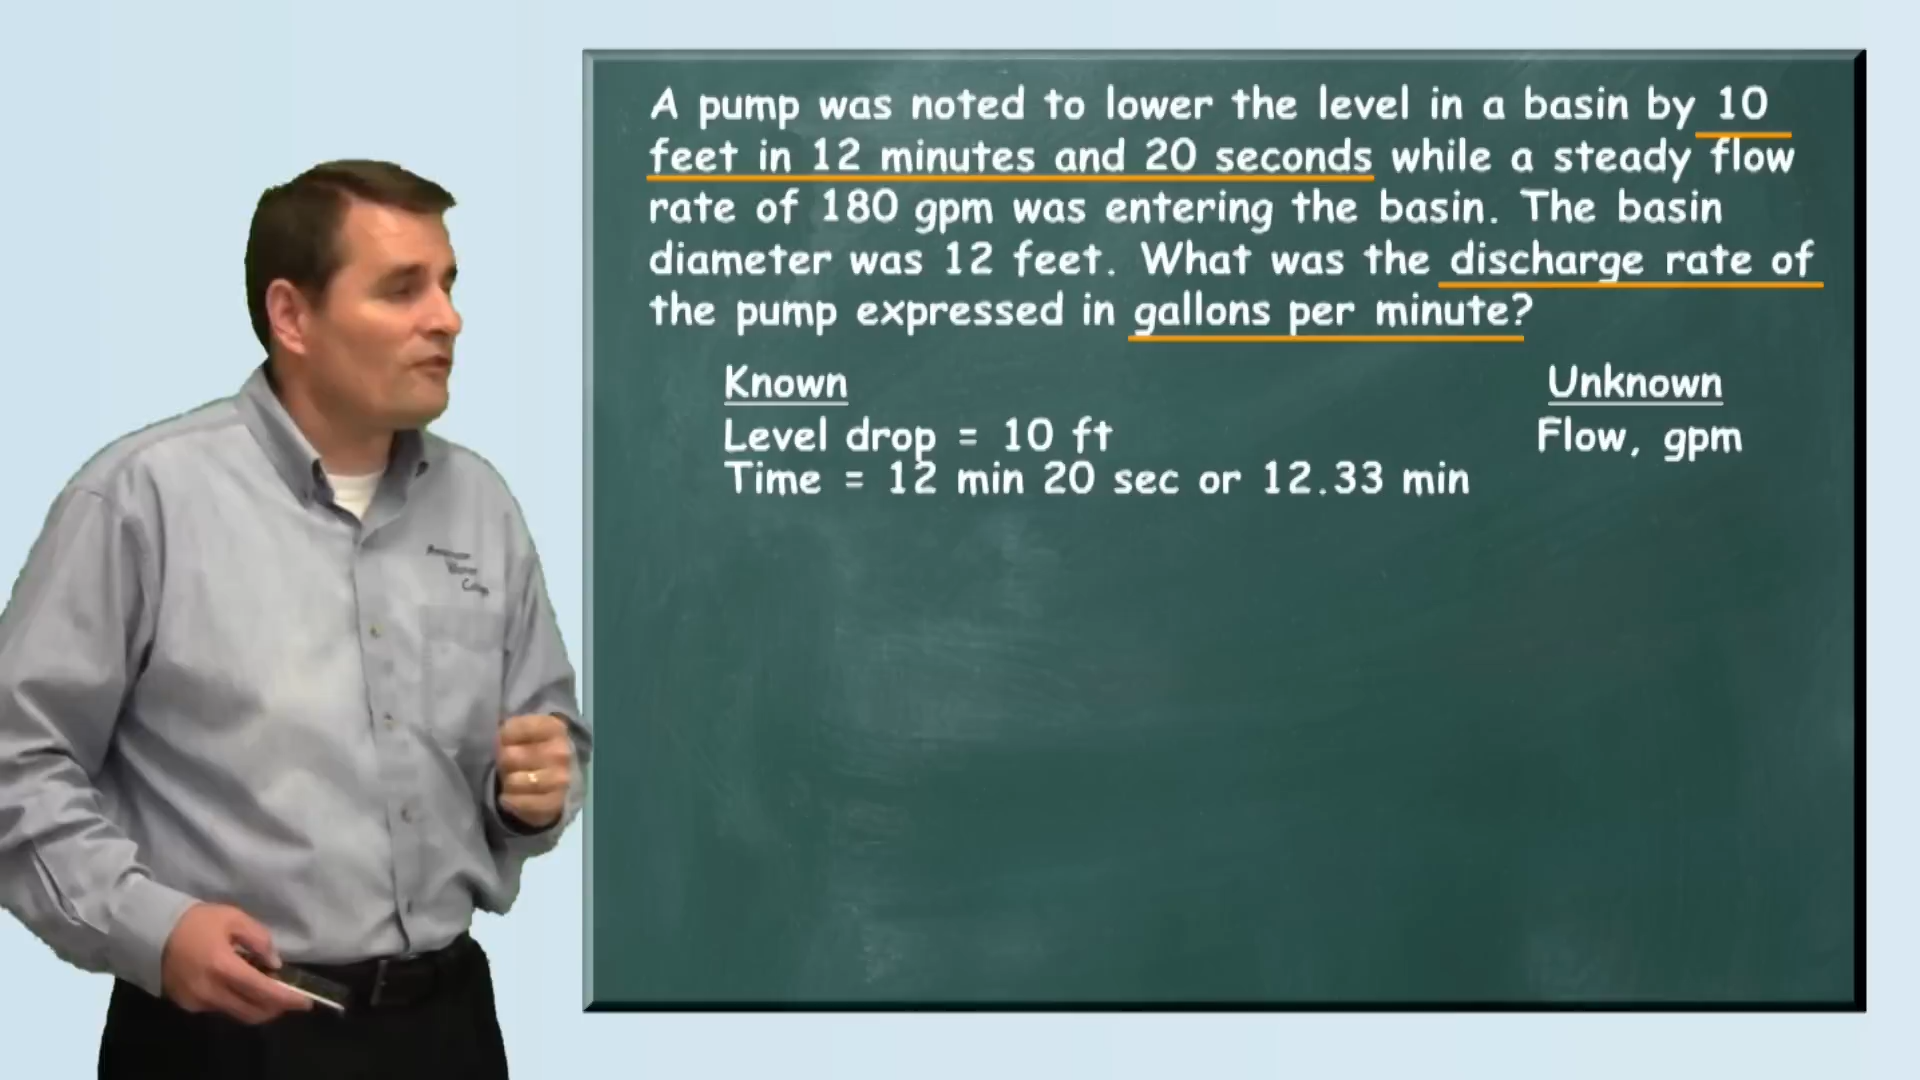 A pump was noted to lower the level in a basin by 10
feet in 12 minutes and 20 seconds while a steady flow
rate of 180 gpm was entering the basin. The basin
diameter was 12 feet. What was the discharge rate of
the pump expressed in gallons per minute?
Known
Unknown
Level drop = 10 ft
Flow, gpm
Time = 12 min 20 sec or 12.33 min